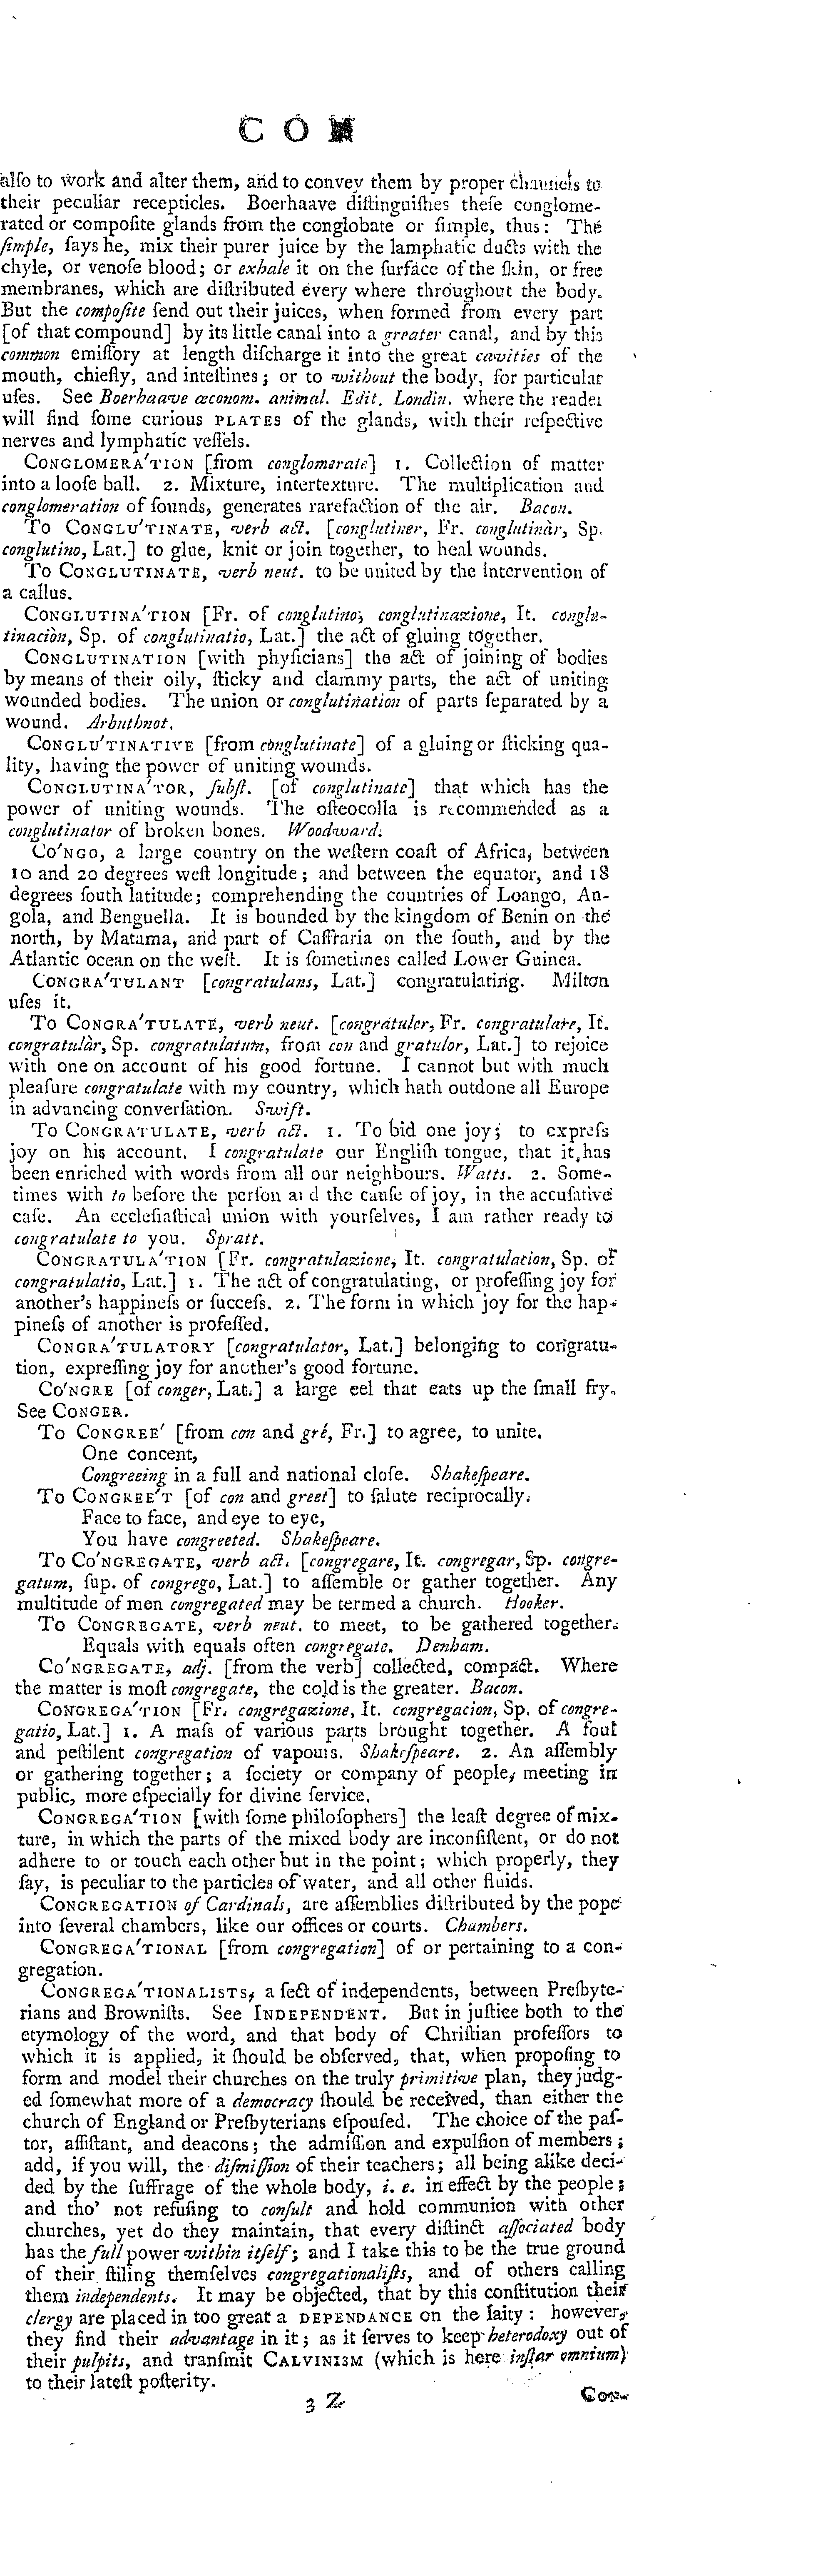 C O M
alſo to work and alter them, and to convey them by proper channels to
their peculiar recepticles. Boerhaave diſtinguiſhes theſe conglome-
rated or compoſite glands from the conglobate or ſimple, thus: The
ſimple, ſays he, mix their purer juice by the lamphatic ducts with the
chyle, or venoſe blood; or exhale it on the ſurface of the ſkin, or free
membranes, which are diſtributed every where throughout the body.
But the compoſite ſend out their juices, when formed from every part
[of that compound] by its little canal into a greater canal, and by this
common emiſſory at length diſcharge it into the great cavities of the
mouth, chiefly, and inteſtines; or to without the body, for particular
uſes. See Boerhaave œconom. animal. Edit. Londin. where the reader
will find ſome curious PLATES of the glands, with their reſpective
nerves and lymphatic veſſels.
CONGLOMERA'TION [from conglomerate] 1. Collection of matter
into a looſe ball. 2. Mixture, intertexture. The multiplication and
conglomeration of ſounds, generates rarefaction of the air. Bacon.
To CONGLU'TINATE, verb act. [conglutiner, Fr. conglutinàr, Sp.
conglutino, Lat.] to glue, knit or join together, to heal wounds.
To CONGLUTINATE, verb neut. to be united by the intervention of
a callus.
CONGLUTINA'TION [Fr. of conglutino, conglutinazione, It. conglu-
tinaciòn, Sp. of conglutinatio, Lat.] the act of gluing together.
CONGLUTINATION [with phyſicians] the act of joining of bodies
by means of their oily, ſticky and clammy parts, the act of uniting
wounded bodies. The union or conglutination of parts ſeparated by a
wound. Arbuthnot.
CONGLU'TINATIVE [from conglutinate] of a gluing or ſticking qua-
lity, having the power of uniting wounds.
CONGLUTINA'TOR, ſubſt. [of conglutinate] that which has the
power of uniting wounds. The oſteocolla is recommended as a
conglutinator of broken bones. Woodward.
CO'NGO, a large country on the weſtern coaſt of Africa, between
10 and 20 degrees weſt longitude; and between the equator, and 18
degrees ſouth latitude; comprehending the countries of Loango, An-
gola, and Benguella. It is bounded by the kingdom of Benin on the
north, by Matama, and part of Caffraria on the ſouth, and by the
Atlantic ocean on the weſt. It is ſometimes called Lower Guinea.
CONGRA'TULANT [congratulans, Lat.] congratulating. Milton
uſes it.
To CONGRA'TULATE, verb neut. [congratuler, Fr. congratulare, It.
congratulàr, Sp. congratulatum, from con and gratulor, Lat.] to rejoice
with one on account of his good fortune. I cannot but with much
pleaſure congratulate with my country, which hath outdone all Europe
in advancing converſation. Swift.
To CONGRATULATE, verb act. 1. To bid one joy; to expreſs
joy on his account. I congratulate our Engliſh tongue, that it has
been enriched with words from all our neighbours. Watts. 2. Some-
times with to before the perſon and the cauſe of joy, in the accuſative
caſe. An eccleſiaſtical union with yourſelves, I am rather ready to
congratulate to you. Spratt.
CONGRATULA'TION [Fr. congratulazione, It. congratulacion, Sp. of
congratulatio, Lat.] 1. The act of congratulating, or profeſſing joy for
another's happineſs or ſucceſs. 2. The form in which joy for the hap-
pineſs of another is profeſſed.
CONGRA'TULATORY [congratulator, Lat.] belonging to congratu-
tion, expreſſing joy for another's good fortune.
CO'NGRE [of conger, Lat.] a large eel that eats up the ſmall fry.
See CONGER.
To CONGREE' [from con and gré, Fr.] to agree, to unite.
One concent,
Congreeing in a full and national cloſe. Shakeſpeare.
To CONGREE'T [of con and greet] to ſalute reciprocally.
Face to face, and eye to eye,
You have congreeted. Shakeſpeare.
To CO'NGREGATE, verb act. [congregare, It. congregar, Sp. congre-
gatum, ſup. of congrego, Lat.] to aſſemble or gather together. Any
multitude of men congregated may be termed a church. Hooker.
To CONGREGATE, verb neut. to meet, to be gathered together.
Equals with equals often congregate. Denham.
CO'NGREGATE, adj. [from the verb] collected, compact. Where
the matter is moſt congregate, the cold is the greater. Bacon.
CONGREGA'TION [Fr. congregazione, It. congregacion, Sp. of congre-
gatio, Lat.] 1. A maſs of various parts brought together. A foul
and peſtilent congregation of vapours. Shakeſpeare. 2. An aſſembly
or gathering together; a ſociety or company of people, meeting in
public, more eſpecially for divine ſervice.
CONGREGA'TION [with ſome philoſophers] the leaſt degree of mix-
ture, in which the parts of the mixed body are inconſiſtent, or do not
adhere to or touch each other but in the point; which properly, they
ſay, is peculiar to the particles of water, and all other fluids.
CONGREGATION of Cardinals, are aſſemblies diſtributed by the pope
into ſeveral chambers, like our offices or courts. Chambers.
CONGREGA'TIONAL [from congregation] of or pertaining to a con-
gregation.
CONGREGA'TIONALISTS, a ſect of independents, between Preſbyte-
rians and Browniſts. See INDEPENDENT. But in juſtice both to the
etymology of the word, and that body of Chriſtian profeſſors to
which it is applied, it ſhould be obſerved, that, when propoſing to
form and model their churches on the truly primitive plan, they judg-
ed ſomewhat more of a democracy ſhould be received, than either the
church of England or Preſbyterians eſpouſed. The choice of the paſ-
tor, aſſiſtant, and deacons; the admiſſion and expulſion of members;
add, if you will, the diſmiſſion of their teachers; all being alike deci-
ded by the ſuffrage of the whole body, i. e. in effect by the people;
and tho' not refuſing to conſult and hold communion with other
churches, yet do they maintain, that every diſtinct aſſociated body
has the full power within itſelf; and I take this to be the true ground
of their ſtiling themſelves congregationaliſts, and of others calling
them independents. It may be objected, that by this conſtitution their
clergy are placed in too great a DEPENDANCE on the laity: however,
they find their advantage in it; as it ſerves to keep heterodoxy out of
their pulpits, and tranſmit CALVINISM (which is here inſtar omnium)
to their lateſt poſterity.
3 Z
CON-